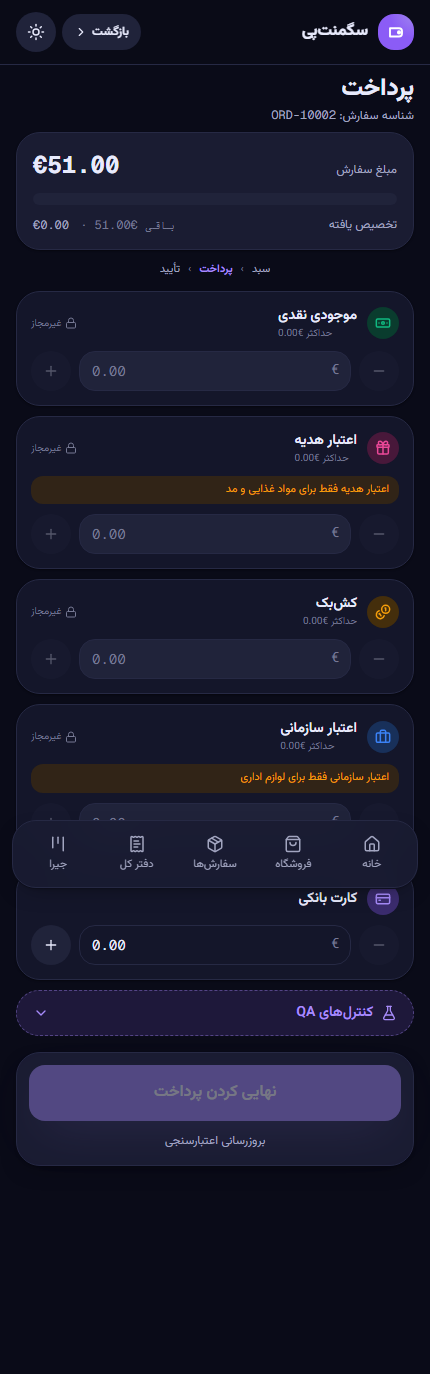 سگمنت‌پی
بازگشت
پرداخت
شناسه سفارش: ORD-10002
مبلغ سفارش
€51.00
تخصیص یافته
€0.00 · باقی €51.00
سبد › پرداخت › تأیید
موجودی نقدی
حداکثر €0.00
غیرمجاز
€
0.00
اعتبار هدیه
حداکثر €0.00
غیرمجاز
اعتبار هدیه فقط برای مواد غذایی و مد
€
0.00
کش‌بک
حداکثر €0.00
غیرمجاز
€
0.00
اعتبار سازمانی
حداکثر €0.00
غیرمجاز
اعتبار سازمانی فقط برای لوازم اداری
خانه
فروشگاه
سفارش‌ها
دفتر کل
جیرا
کارت بانکی
€
0.00
کنترل‌های QA
نهایی کردن پرداخت
بروزرسانی اعتبارسنجی